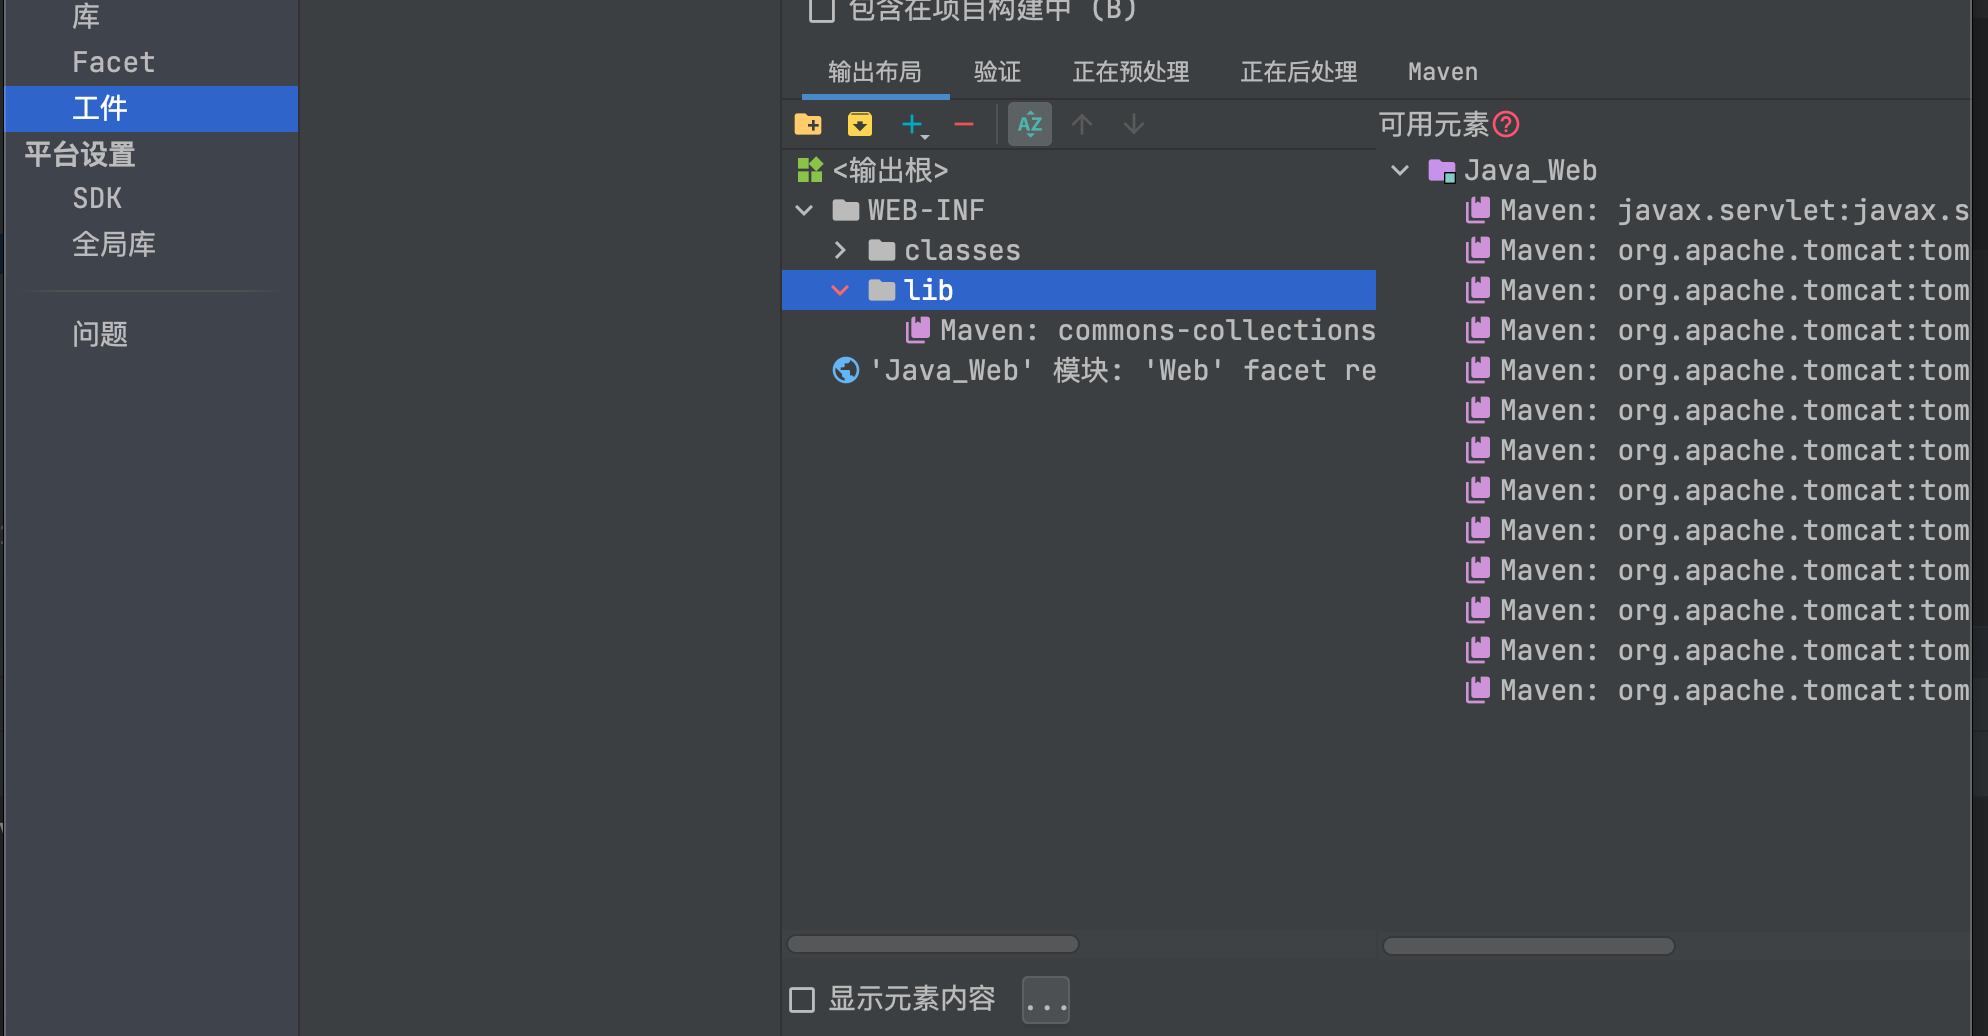 库
Facet
工件
平台设置
SDK
全局库
问题
包含在项目构建中 (B)
输出布局
验证
正在预处理
正在后处理
Maven
AZ
<输出根>
WEB-INF
classes
lib
Maven: commons-collections
'Java_Web' 模块: 'Web' facet re
可用元素
Java_Web
Maven: javax.servlet:javax.s
Maven: org.apache.tomcat:tom
Maven: org.apache.tomcat:tom
Maven: org.apache.tomcat:tom
Maven: org.apache.tomcat:tom
Maven: org.apache.tomcat:tom
Maven: org.apache.tomcat:tom
Maven: org.apache.tomcat:tom
Maven: org.apache.tomcat:tom
Maven: org.apache.tomcat:tom
Maven: org.apache.tomcat:tom
Maven: org.apache.tomcat:tom
Maven: org.apache.tomcat:tom
显示元素内容
...